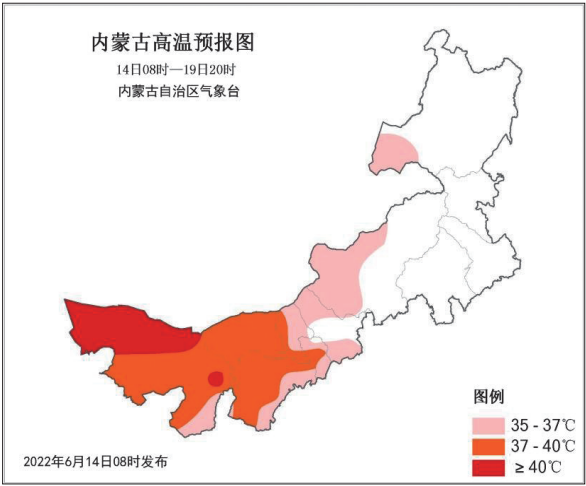 内蒙古高温预报图
14日08时—19日20时
内蒙古自治区气象台
图例
35 - 37℃
37 - 40℃
≥40℃
2022年6月14日08时发布